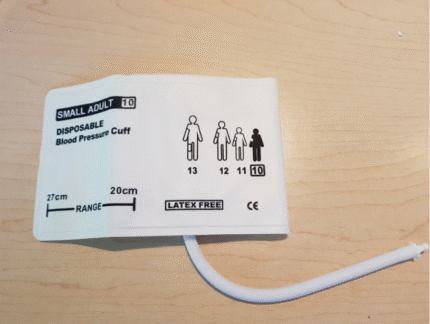 SMALL ADULT 10
DISPOSABLE
Blood Pressure Cuff
13 12 11 10
27cm 20cm
RANGE
LATEX FREE CE